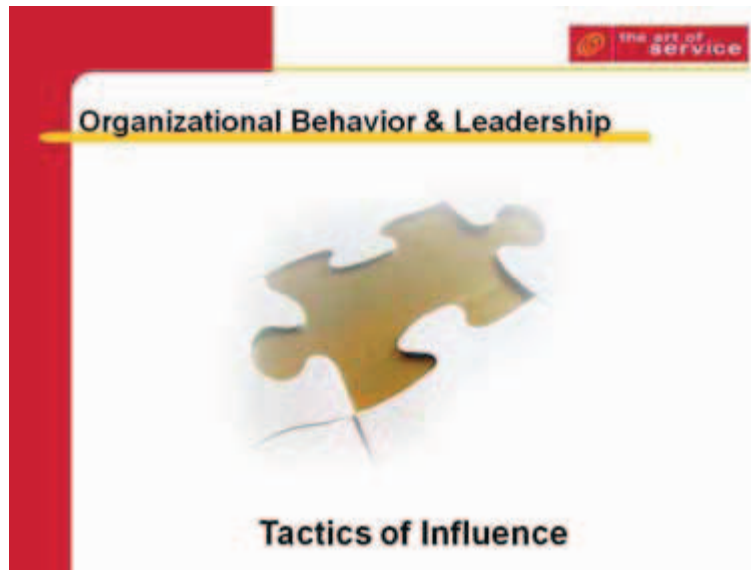 the art of
service
Organizational Behavior & Leadership
Tactics of Influence